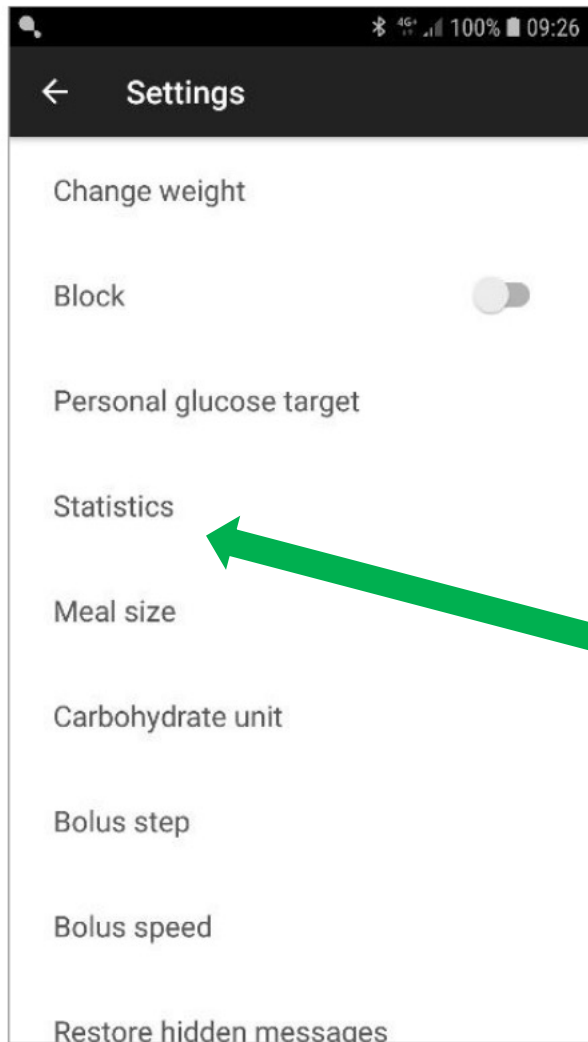 4G+ 100% 09:26
Settings
Change weight
Block
Personal glucose target
Statistics
Meal size
Carbohydrate unit
Bolus step
Bolus speed
Restore hidden messages